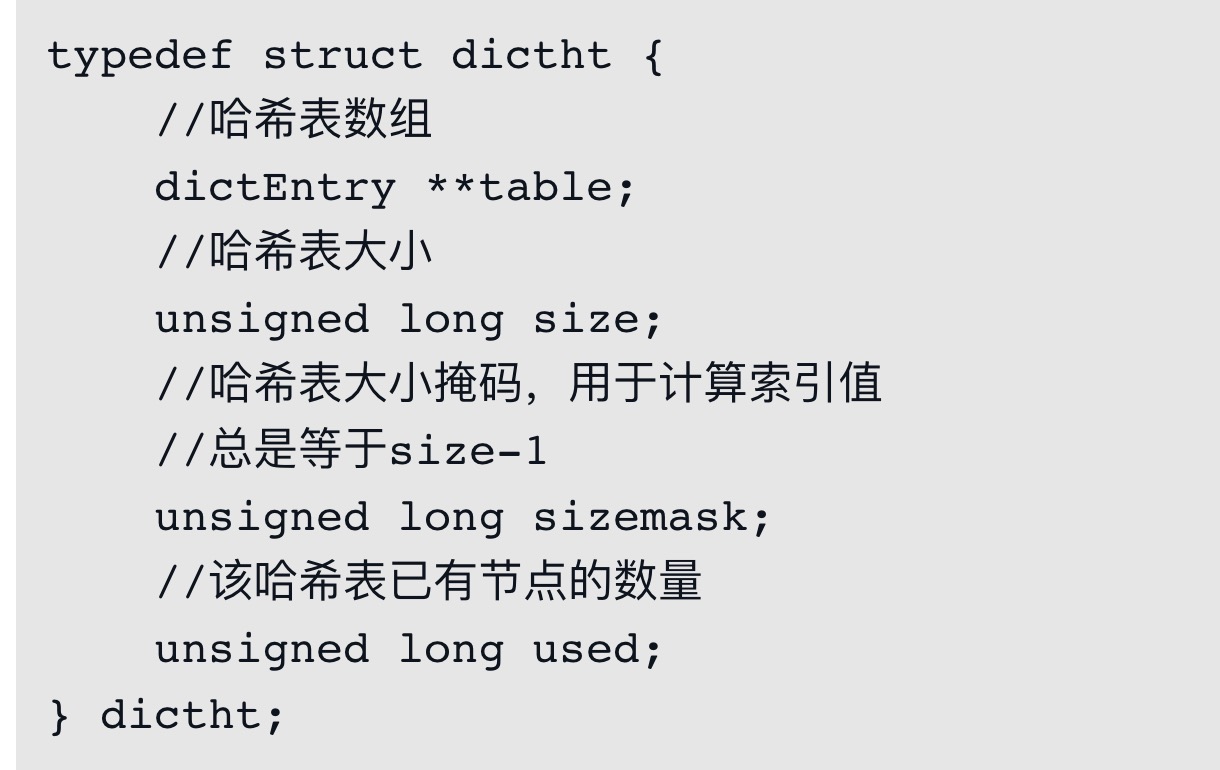 typedef struct dictht {
    //哈希表数组
    dictEntry **table;
    //哈希表大小
    unsigned long size;
    //哈希表大小掩码，用于计算索引值
    //总是等于size-1
    unsigned long sizemask;
    //该哈希表已有节点的数量
    unsigned long used;
} dictht;